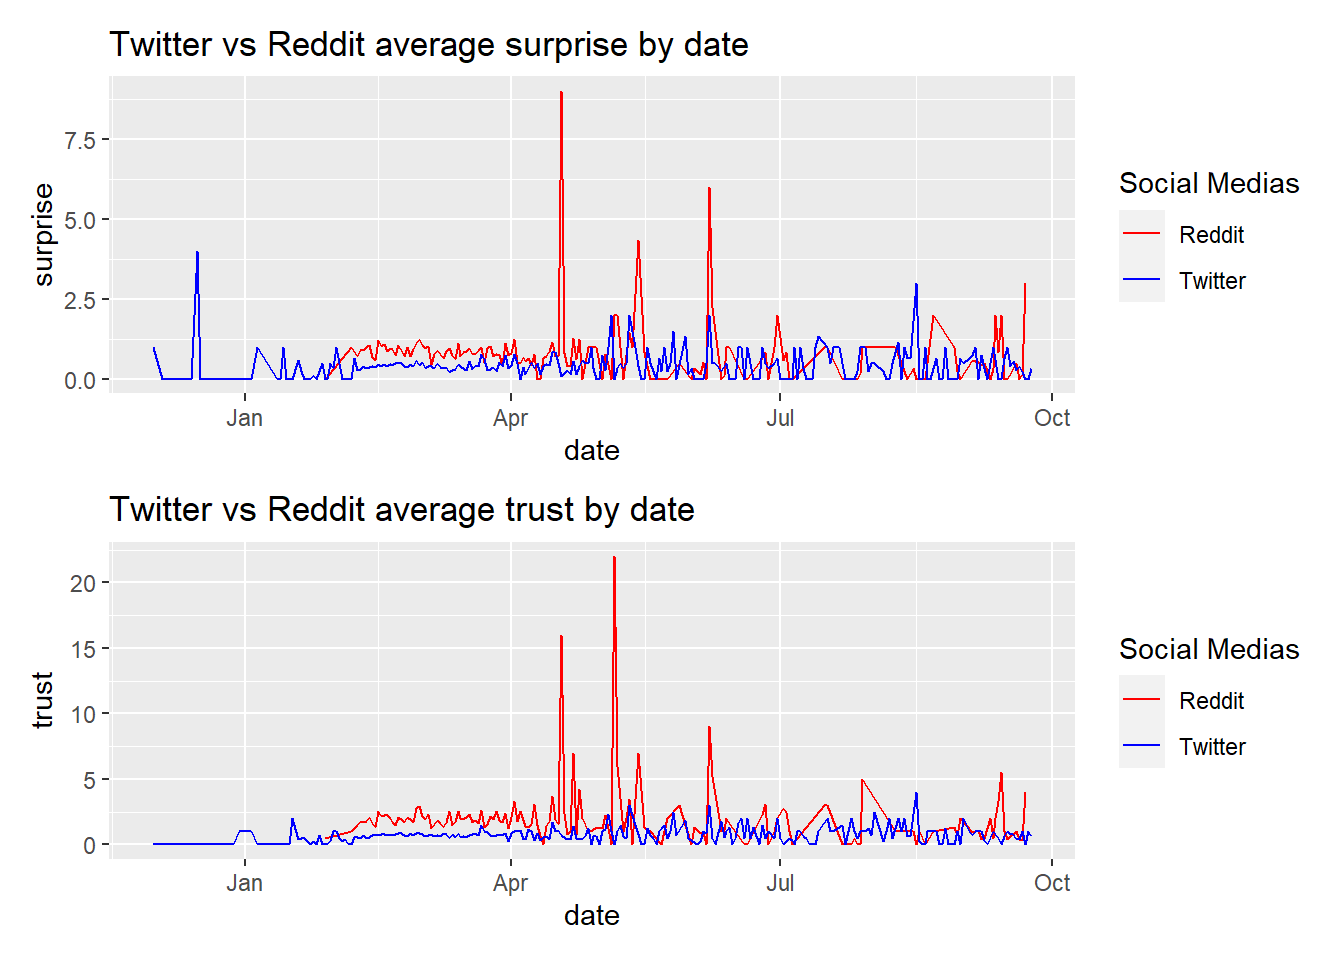 Twitter vs Reddit average surprise by date
7.5
5.0
2.5
0.0
surprise
Jan
Apr
Jul
Oct
date
Social Medias
Reddit
Twitter
Twitter vs Reddit average trust by date
20
15
10
5
0
trust
Jan
Apr
Jul
Oct
date
Social Medias
Reddit
Twitter